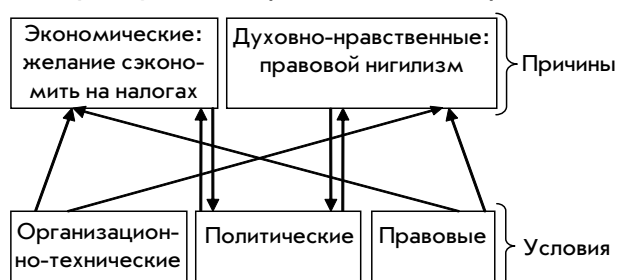 Экономические:
желание сэконо-
мить на налогах
Духовно-нравственные:
правовой нигилизм
Причины
Организацион-
но-технические
Политические
Правовые
Условия